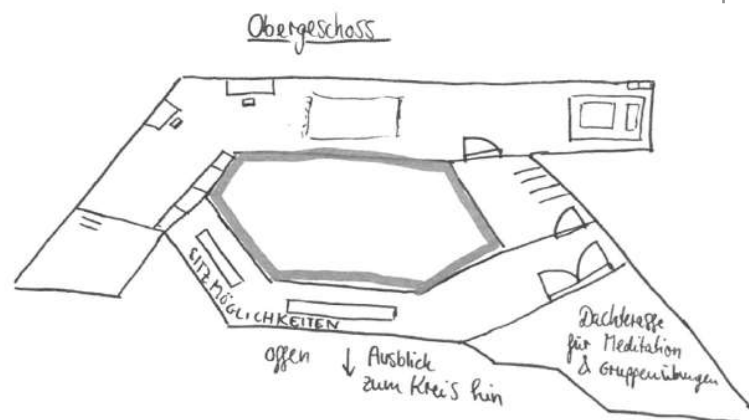 Obergeschoss
SITZMÖGLICHKEITEN
offen
↓ Ausblick
zum Kreis hin
Dachterasse
für Meditation
& Gruppenübungen